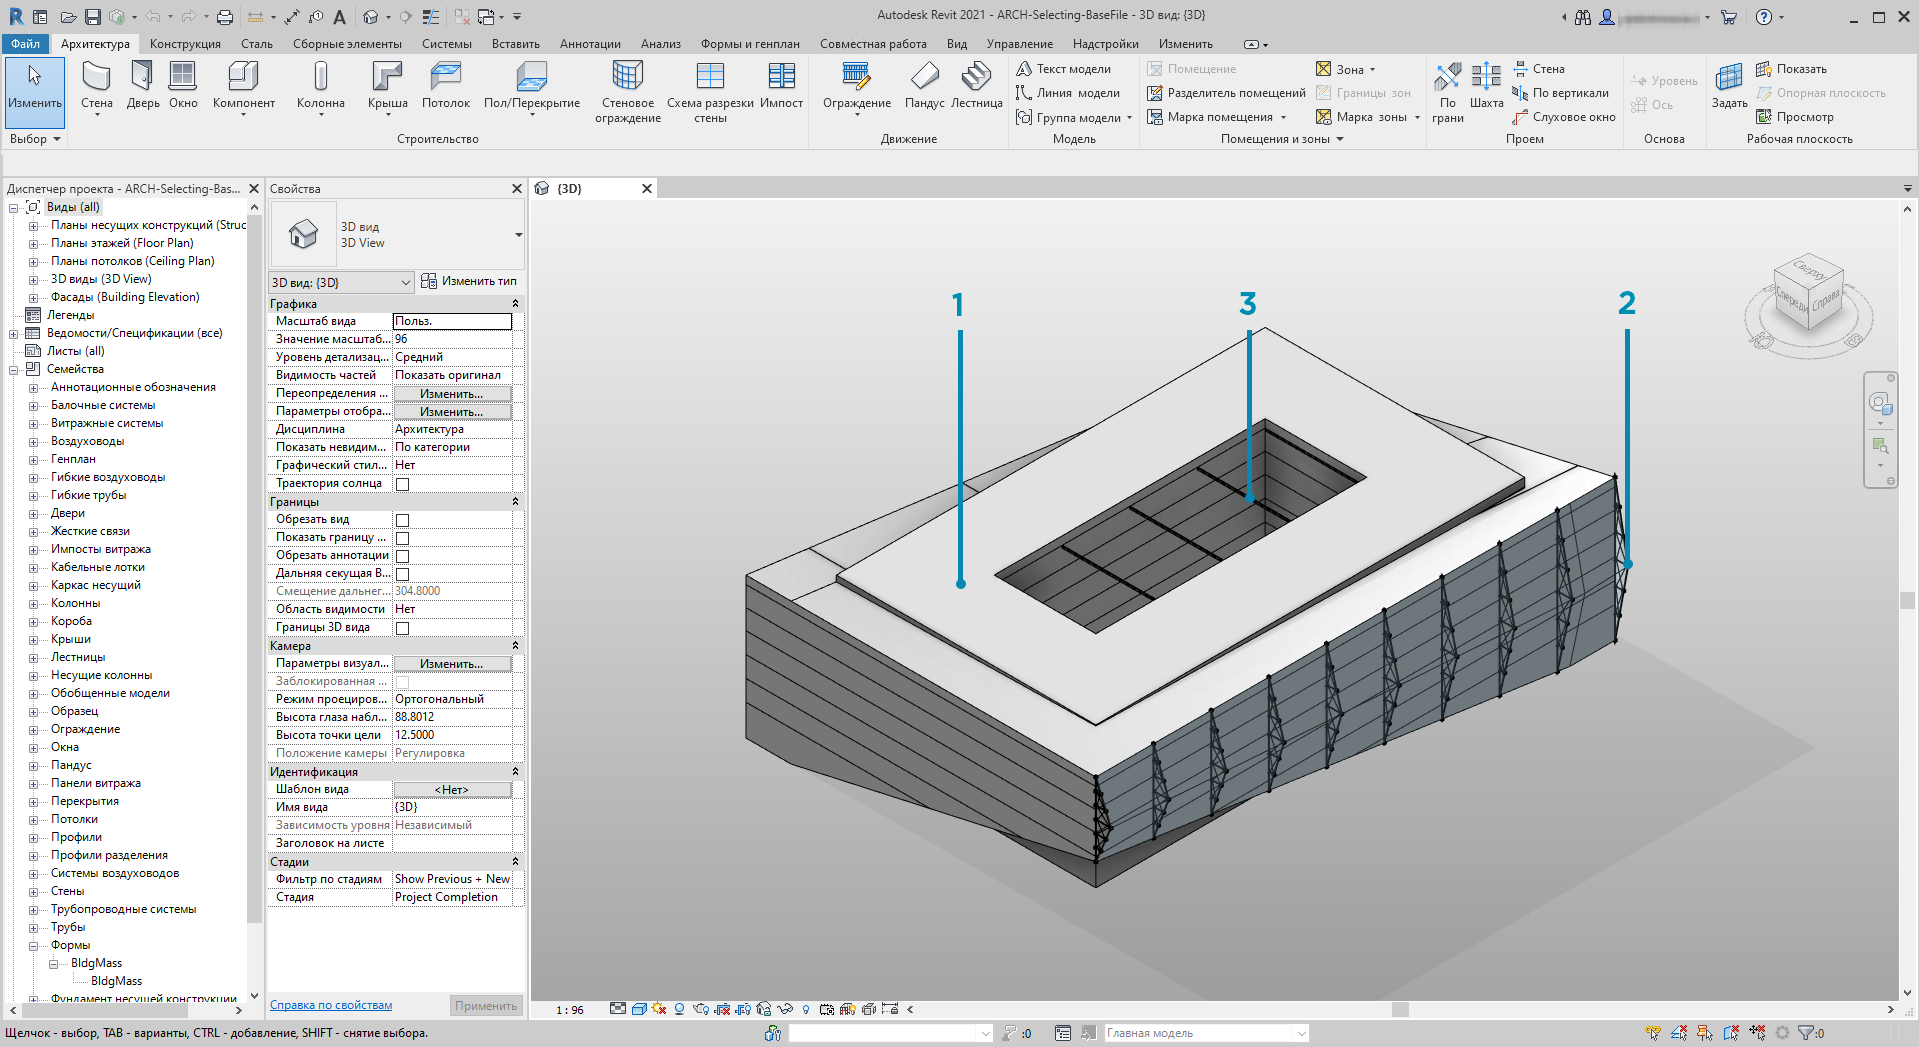 Autodesk Revit 2021 - ARCH-Selecting-BaseFile - 3D вид: {3D}
Файл Архитектура Конструкция Сталь Сборные элементы Системы Вставить Аннотации Анализ Формы и генплан Совместная работа Вид Управление Надстройки Изменить
Изменить
Выбор
Стена
Дверь
Окно
Компонент
Колонна
Крыша
Потолок
Пол/Перекрытие
Стеновое
ограждение
Схема разрезки
стены
Импост
Строительство
Ограждение
Пандус
Лестница
Движение
Текст модели
Линия модели
Группа модели
Модель
Помещение
Разделитель помещений
Марка помещения
Зона
Границы зон
Марка зоны
Помещения и зоны
По
грани
Шахта
Стена
По вертикали
Слуховое окно
Проем
Уровень
Ось
Основа
Задать
Показать
Опорная плоскость
Просмотр
Рабочая плоскость
Диспетчер проекта - ARCH-Selecting-Bas...
Виды (all)
Планы несущих конструкций (Struc
Планы этажей (Floor Plan)
Планы потолков (Ceiling Plan)
3D виды (3D View)
Фасады (Building Elevation)
Легенды
Ведомости/Спецификации (все)
Листы (all)
Семейства
Аннотационные обозначения
Балочные системы
Витражные системы
Воздуховоды
Генплан
Гибкие воздуховоды
Гибкие трубы
Двери
Жесткие связи
Импосты витража
Кабельные лотки
Каркас несущий
Колонны
Короба
Крыши
Лестницы
Несущие колонны
Обобщенные модели
Образец
Ограждение
Окна
Пандус
Панели витража
Перекрытия
Потолки
Профили
Профили разделения
Системы воздуховодов
Стены
Трубопроводные системы
Трубы
Формы
BldgMass
BldgMass
Фундамент несущей конструкции
Свойства
3D вид
3D View
3D вид: {3D} Изменить тип
Графика
Масштаб вида Польз.
Значение масштаб... 96
Уровень детализац... Средний
Видимость частей Показать оригинал
Переопределения ... Изменить...
Параметры отобра... Изменить...
Дисциплина Архитектура
Показать невидим... По категории
Графический стил... Нет
Траектория солнца
Границы
Обрезать вид
Показать границу ...
Обрезать аннотации
Дальняя секущая В...
Смещение дальнег... 304.8000
Область видимости Нет
Границы 3D вида
Камера
Параметры визуал... Изменить...
Заблокированная ...
Режим проециров... Ортогональный
Высота глаза набл... 88.8012
Высота точки цели 12.5000
Положение камеры Регулировка
Идентификация
Шаблон вида <Нет>
Имя вида {3D}
Зависимость уровня Независимый
Заголовок на листе
Стадии
Фильтр по стадиям Show Previous + New
Стадия Project Completion
Справка по свойствам Применить
{3D}
1
3
2
Сверху
Спереди
Справа
1 : 96
Щелчок - выбор, TAB - варианты, CTRL - добавление, SHIFT - снятие выбора.
:0
Главная модель
:0